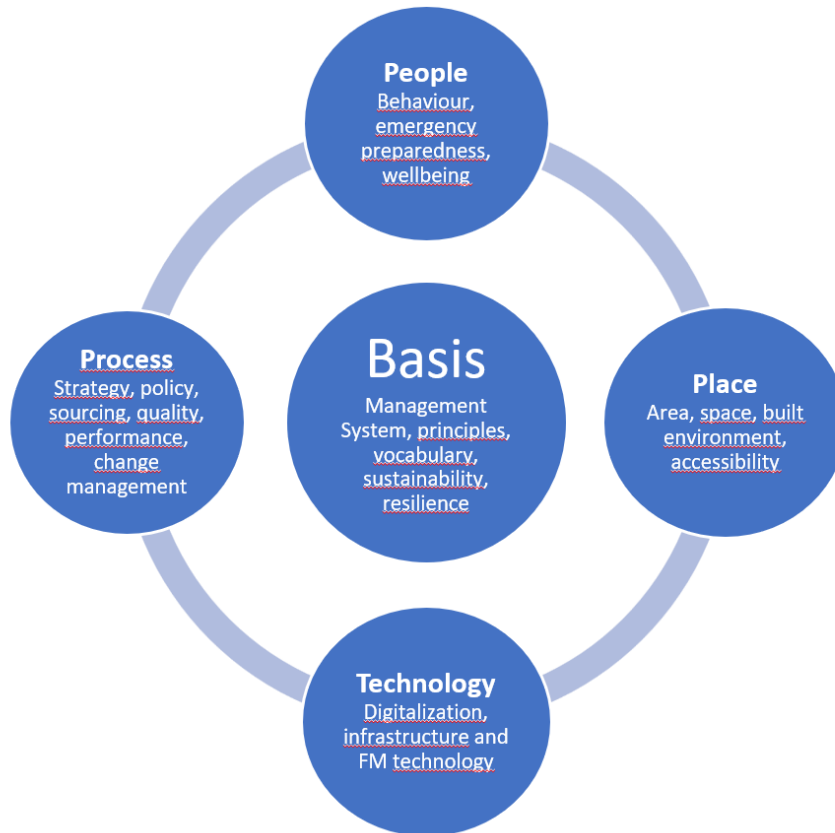 People
Behaviour,
emergency
preparedness,
wellbeing
Process
Strategy, policy,
sourcing, quality,
performance,
change
management
Basis
Management
System, principles,
vocabulary,
sustainability,
resilience
Place
Area, space, built
environment,
accessibility
Technology
Digitalization,
infrastructure and
FM technology